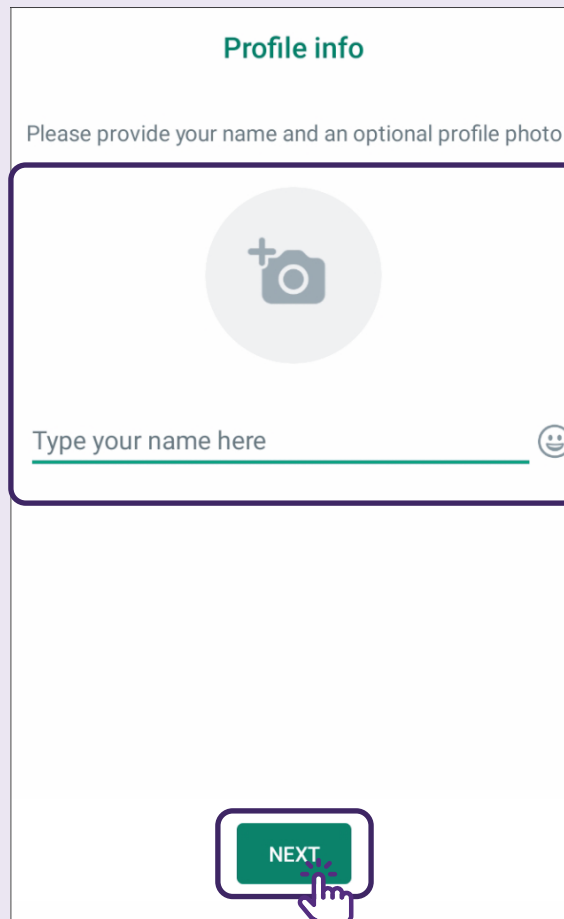 Profile info
Please provide your name and an optional profile photo
Type your name here
NEXT